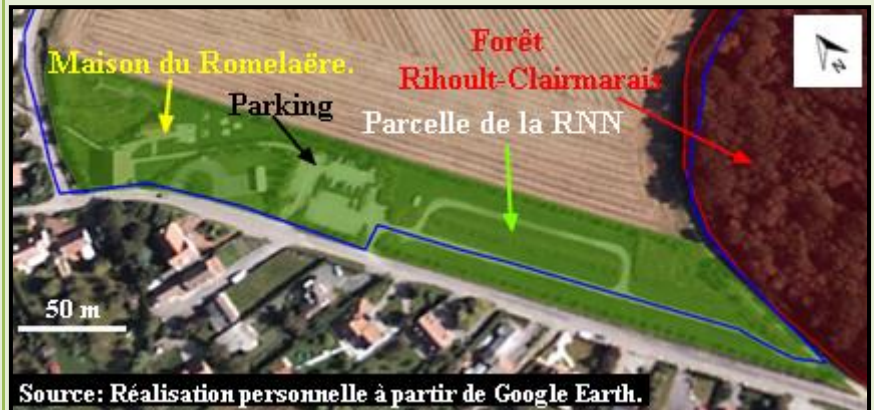 Maison du Romelaëre.
Parking
Forêt
Rihoult-Clairmarais
Parcelle de la RNN
N
50 m
Source: Réalisation personnelle à partir de Google Earth.